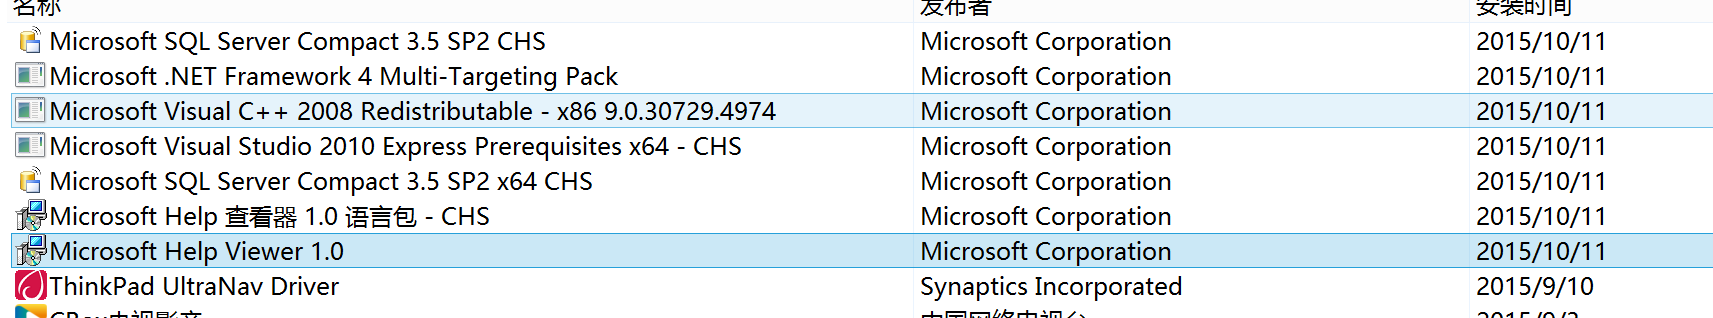 名称 发布者 安装时间
Microsoft SQL Server Compact 3.5 SP2 CHS Microsoft Corporation 2015/10/11
Microsoft .NET Framework 4 Multi-Targeting Pack Microsoft Corporation 2015/10/11
Microsoft Visual C++ 2008 Redistributable - x86 9.0.30729.4974 Microsoft Corporation 2015/10/11
Microsoft Visual Studio 2010 Express Prerequisites x64 - CHS Microsoft Corporation 2015/10/11
Microsoft SQL Server Compact 3.5 SP2 x64 CHS Microsoft Corporation 2015/10/11
Microsoft Help 查看器 1.0 语言包 - CHS Microsoft Corporation 2015/10/11
Microsoft Help Viewer 1.0 Microsoft Corporation 2015/10/11
ThinkPad UltraNav Driver Synaptics Incorporated 2015/9/10